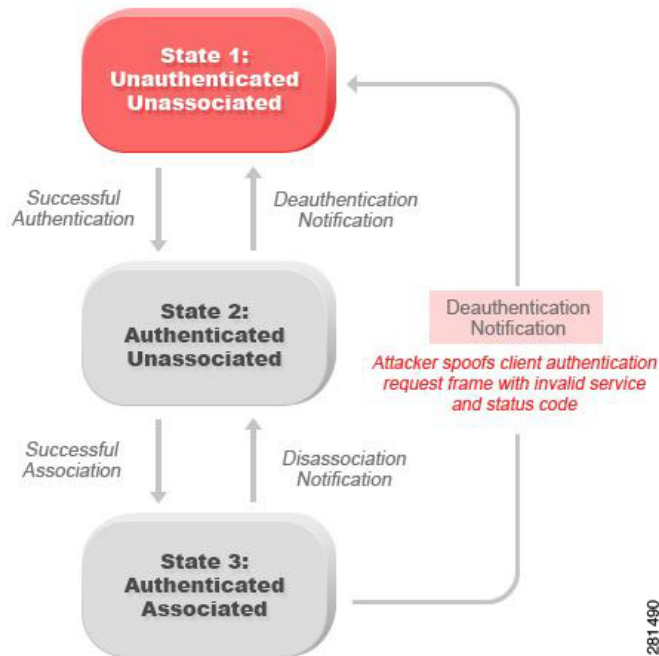 State 1:
Unauthenticated
Unassociated
Successful
Authentication
Deauthentication
Notification
State 2:
Authenticated
Unassociated
Deauthentication
Notification
Attacker spoofs client authentication
request frame with invalid service
and status code
Successful
Association
Disassociation
Notification
State 3:
Authenticated
Associated
281490